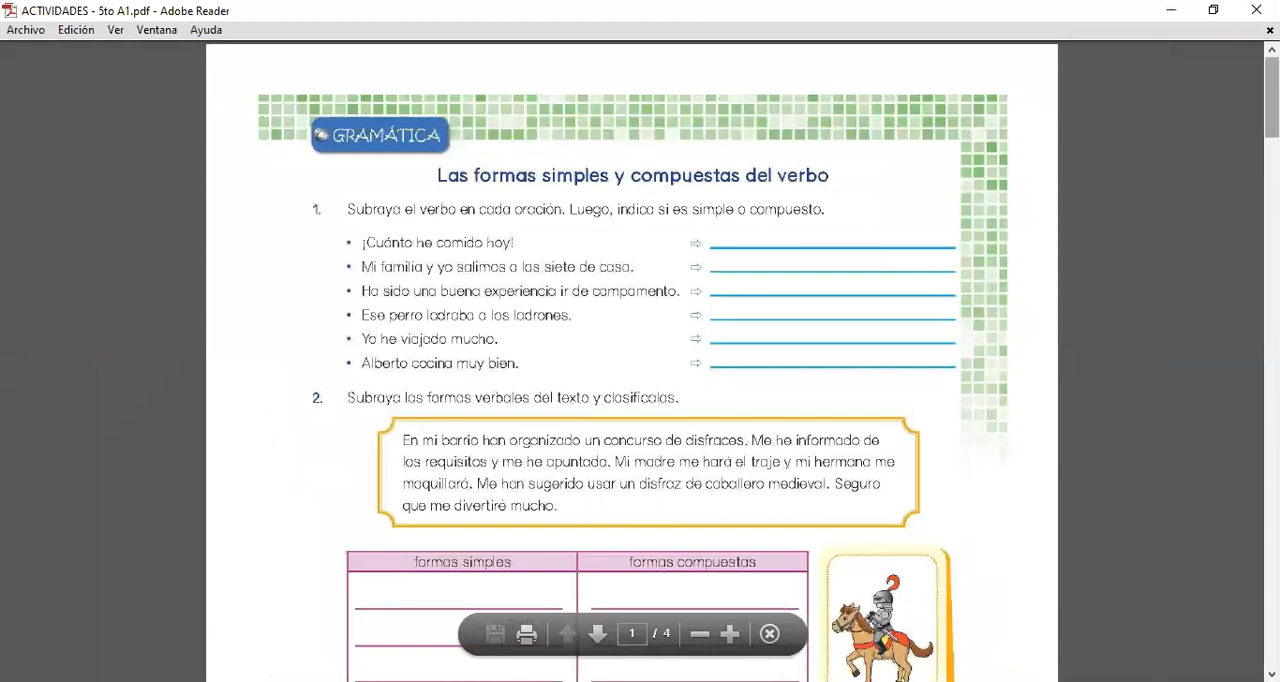 ACTIVIDADES - 5to A1.pdf - Adobe Reader
Archivo Edición Ver Ventana Ayuda
GRAMÁTICA
Las formas simples y compuestas del verbo
1. Subraya el verbo en cada oración. Luego, indica si es simple o compuesto.
• ¡Cuánto he comido hoy! ⇨
• Mi familia y yo salimos a las siete de casa. ⇨
• Ha sido una buena experiencia ir de campamento. ⇨
• Ese perro ladraba a los ladrones. ⇨
• Yo he viajado mucho. ⇨
• Alberto cocina muy bien. ⇨
2. Subraya las formas verbales del texto y clasifícalas.
En mi barrio han organizado un concurso de disfraces. Me he informado de
los requisitos y me he apuntado. Mi madre me hará el traje y mi hermana me
maquillará. Me han sugerido usar un disfraz de caballero medieval. Seguro
que me divertiré mucho.
formas simples formas compuestas
1 / 4